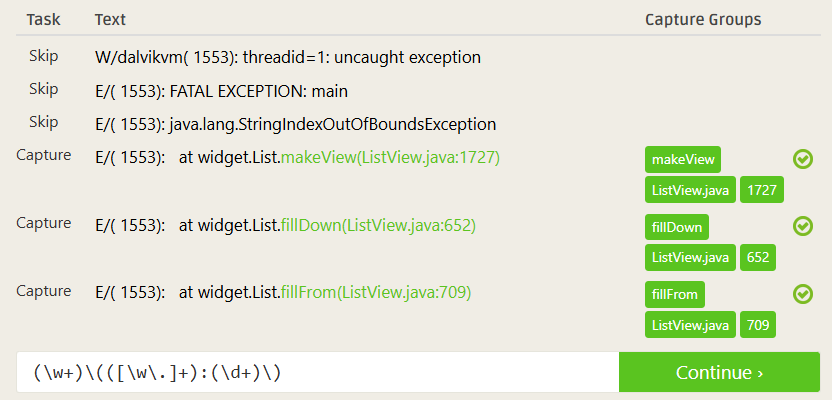 Task Text Capture Groups
Skip W/dalvikvm( 1553): threadid=1: uncaught exception
Skip E/( 1553): FATAL EXCEPTION: main
Skip E/( 1553): java.lang.StringIndexOutOfBoundsException
Capture E/( 1553):   at widget.List.makeView(ListView.java:1727) makeView
ListView.java 1727
Capture E/( 1553):   at widget.List.fillDown(ListView.java:652) fillDown
ListView.java 652
Capture E/( 1553):   at widget.List.fillFrom(ListView.java:709) fillFrom
ListView.java 709
(\w+)\(([\w\.]+):(\d+)\) Continue ›